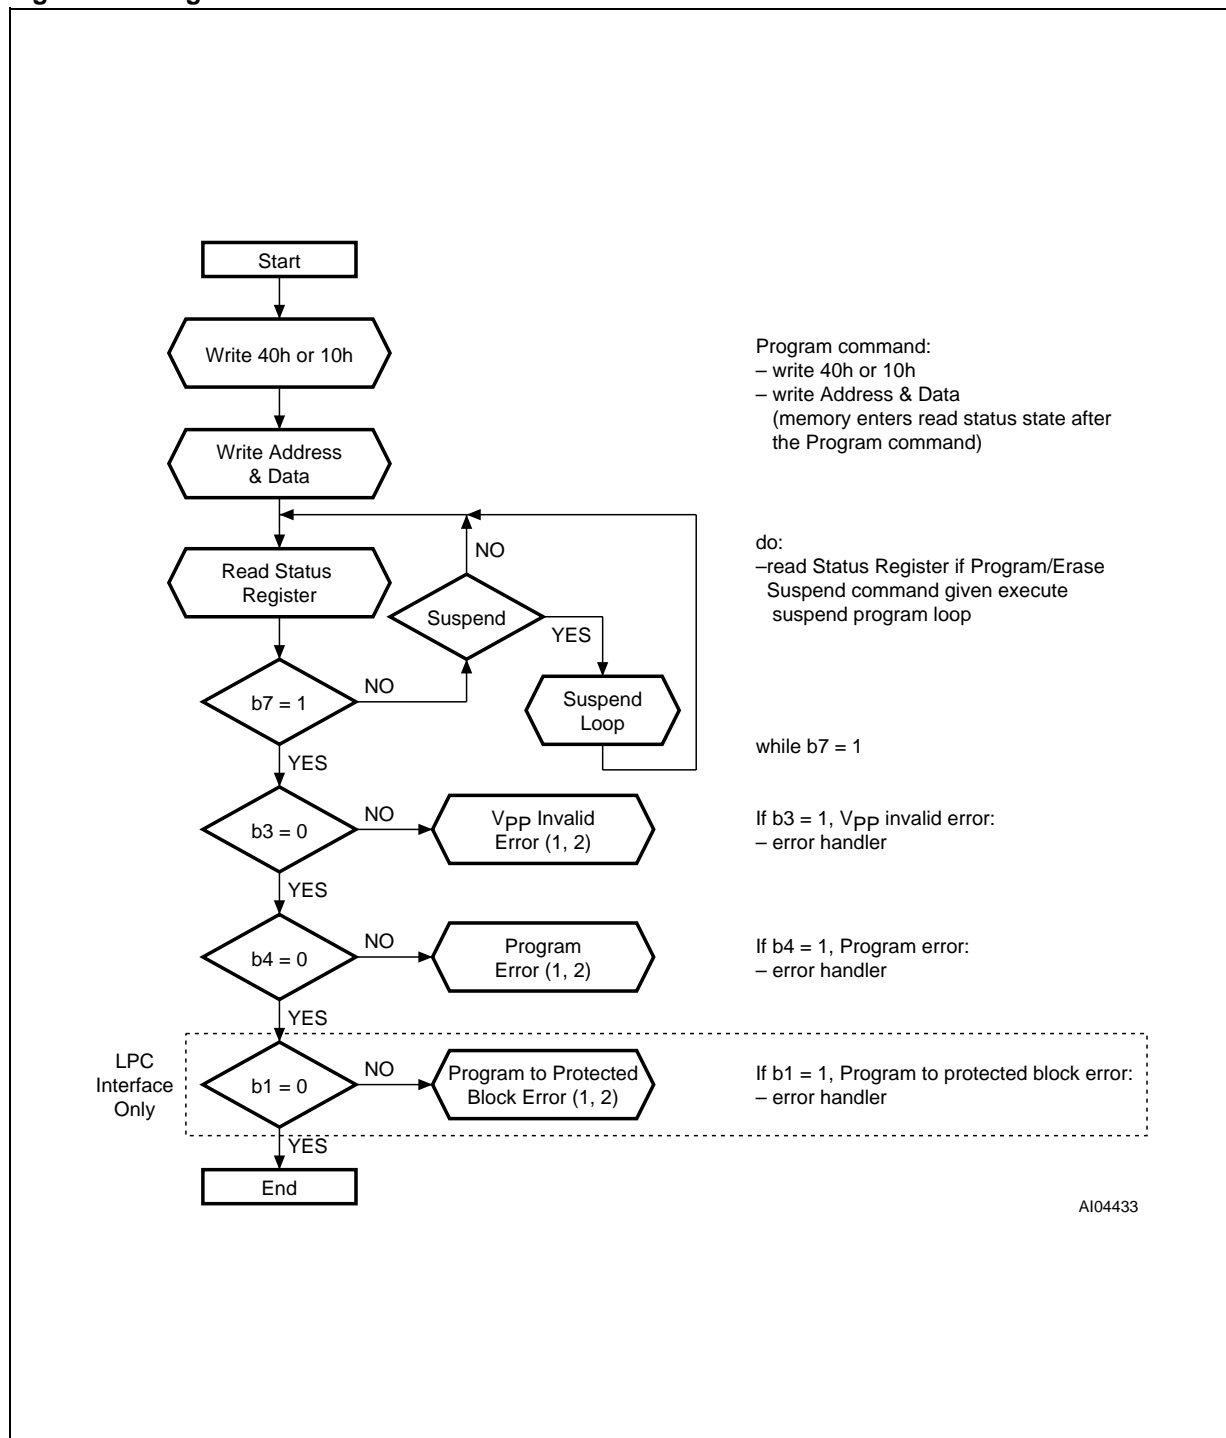 Start
Write 40h or 10h
Program command:
– write 40h or 10h
– write Address & Data
(memory enters read status state after
the Program command)
Write Address
& Data
NO
do:
–read Status Register if Program/Erase
Suspend command given execute
suspend program loop
Read Status
Register
Suspend
YES
b7 = 1
NO
Suspend
Loop
while b7 = 1
YES
b3 = 0
NO
VPP Invalid
Error (1, 2)
If b3 = 1, VPP invalid error:
– error handler
YES
b4 = 0
NO
Program
Error (1, 2)
If b4 = 1, Program error:
– error handler
YES
LPC
Interface
Only
b1 = 0
NO
Program to Protected
Block Error (1, 2)
If b1 = 1, Program to protected block error:
– error handler
YES
End
AI04433